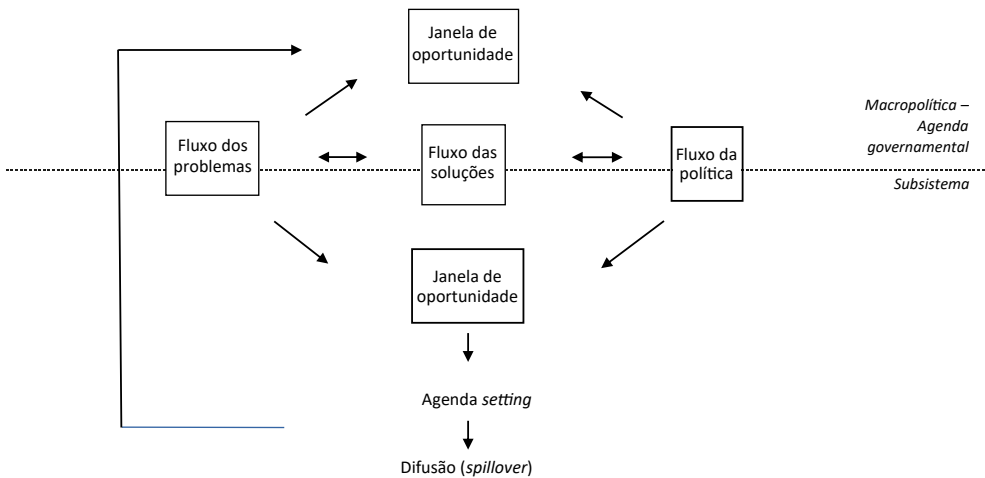 Janela de
oportunidade
Macropolítica –
Agenda
governamental
Fluxo dos
problemas
Fluxo das
soluções
Fluxo da
política
Subsistema
Janela de
oportunidade
Agenda setting
Difusão (spillover)